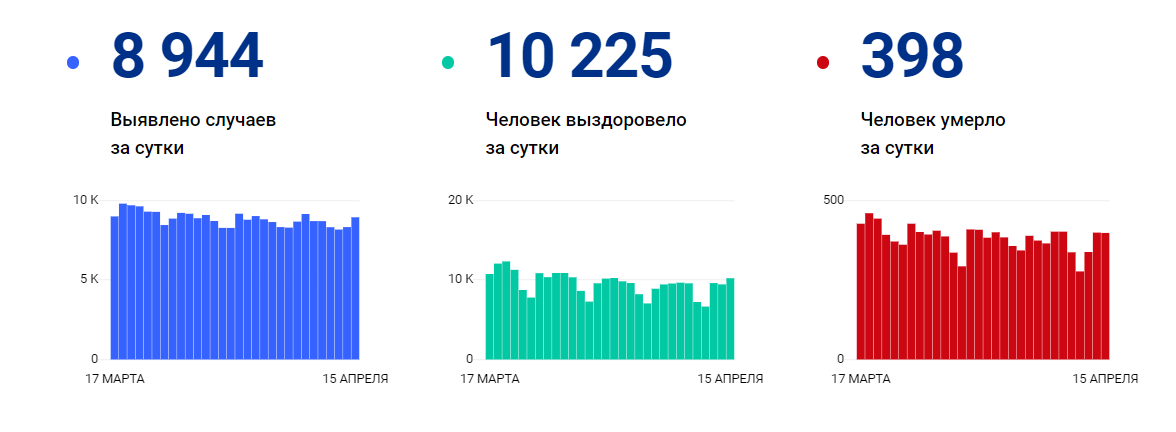 8 944
Выявлено случаев
за сутки
10 K
5 K
0
17 МАРТА
15 АПРЕЛЯ
10 225
Человек выздоровело
за сутки
20 K
10 K
0
17 МАРТА
15 АПРЕЛЯ
398
Человек умерло
за сутки
500
0
17 МАРТА
15 АПРЕЛЯ